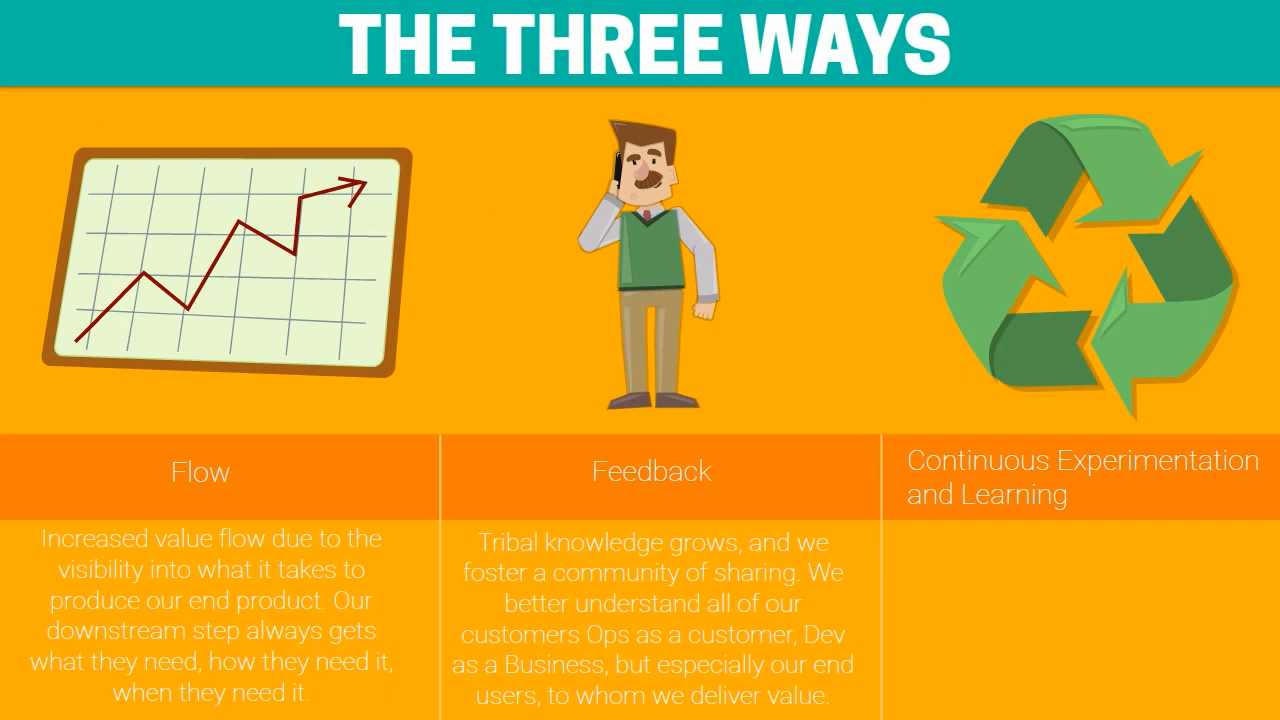 THE THREE WAYS
Flow
Increased value flow due to the
visibility into what it takes to
produce our end product. Our
downstream step always gets
what they need, how they need it,
when they need it.
Feedback
Tribal knowledge grows, and we
foster a community of sharing. We
better understand all of our
customers Ops as a customer, Dev
as a Business, but especially our end
users, to whom we deliver value.
Continuous Experimentation
and Learning